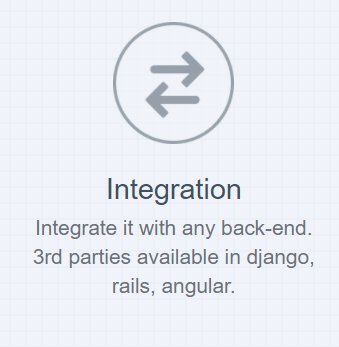 Integration
Integrate it with any back-end.
3rd parties available in django,
rails, angular.